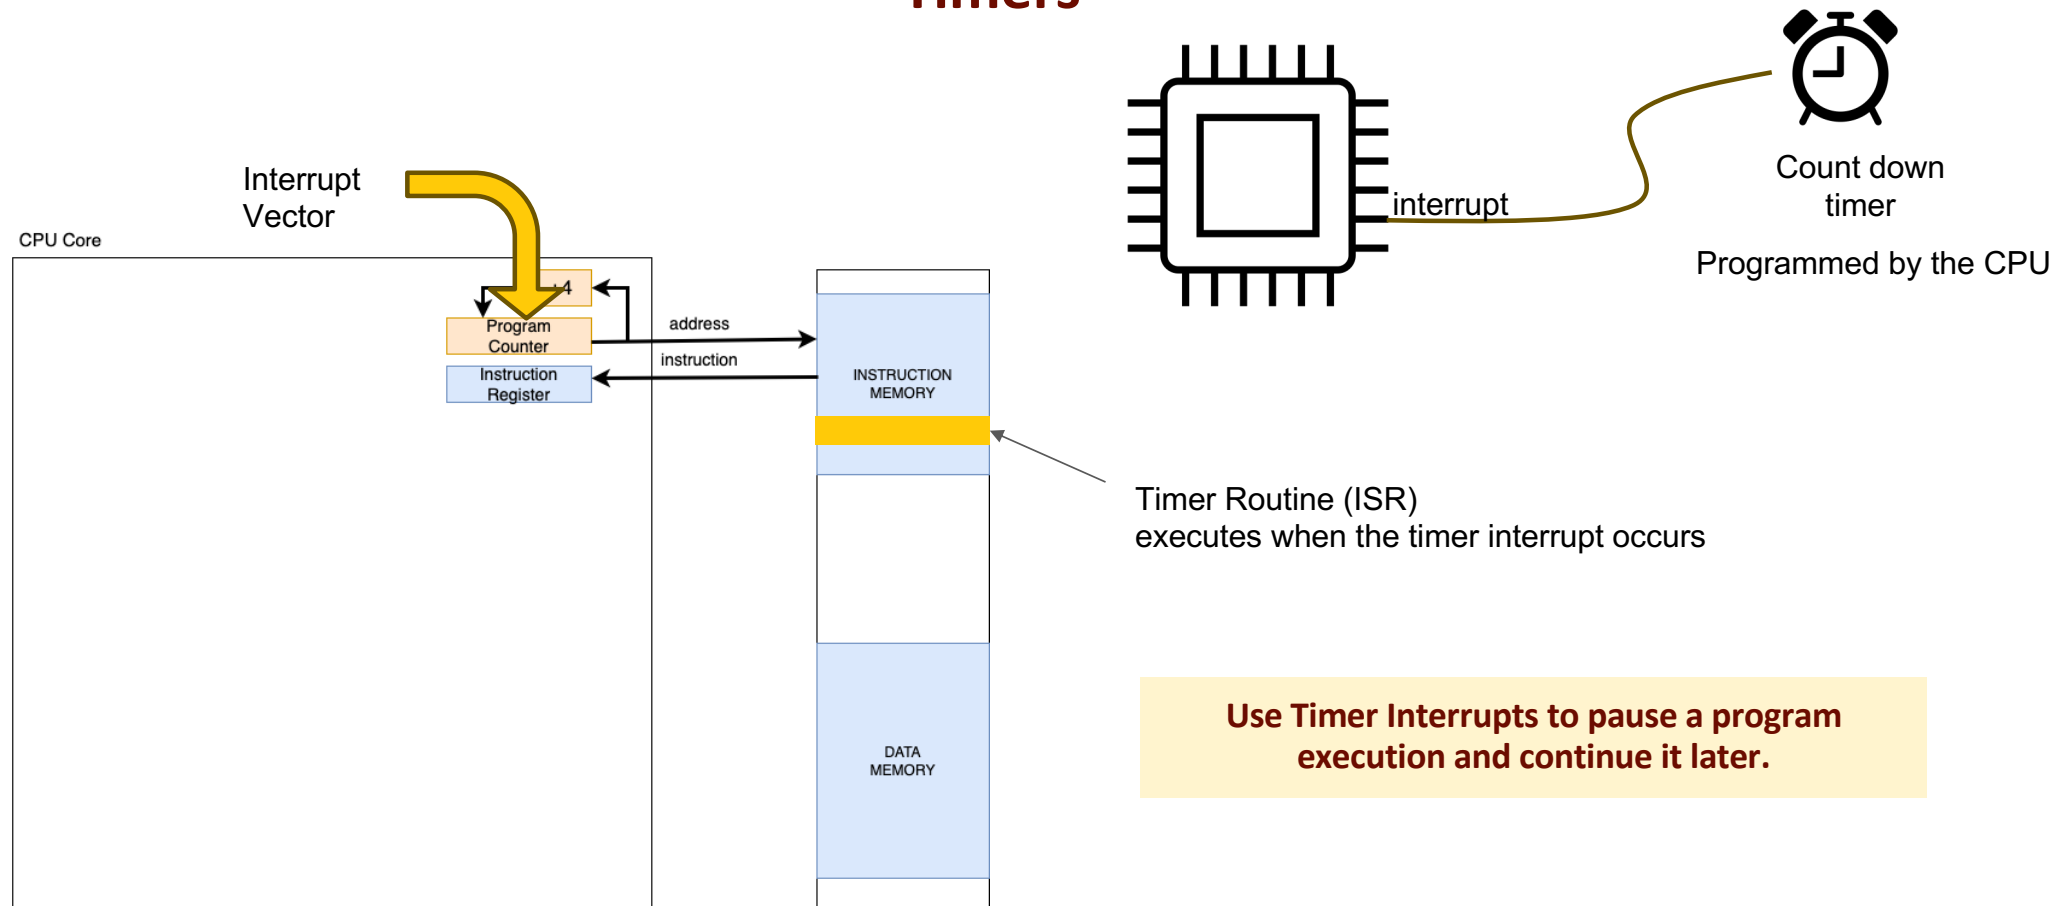 Timers
Interrupt
Vector
CPU Core
+4
Program
Counter
Instruction
Register
address
instruction
INSTRUCTION
MEMORY
DATA
MEMORY
interrupt
Count down
timer
Programmed by the CPU
Timer Routine (ISR)
executes when the timer interrupt occurs
Use Timer Interrupts to pause a program
execution and continue it later.